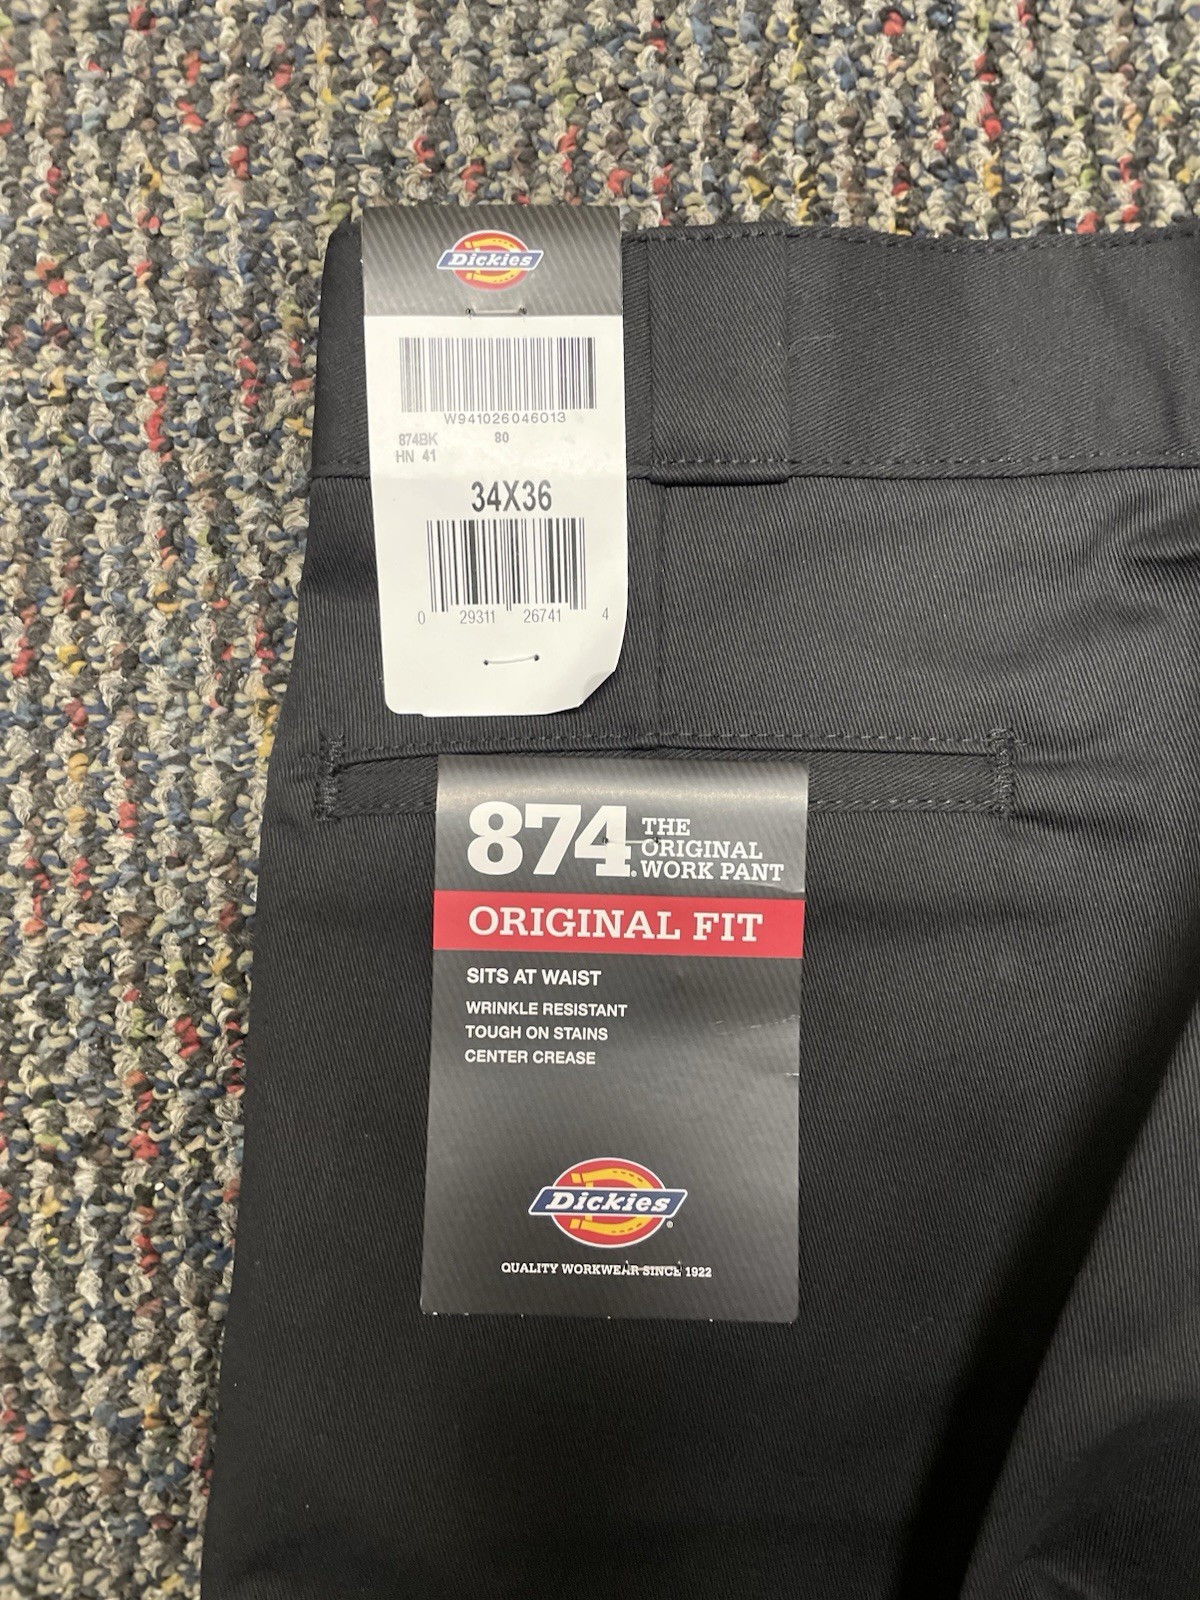 Dickies
W941026046013
874BK 80
HN 41
34X36
0 29311 26741 4
874 THE
ORIGINAL
WORK PANT
ORIGINAL FIT
SITS AT WAIST
WRINKLE RESISTANT
TOUGH ON STAINS
CENTER CREASE
Dickies®
QUALITY WORKWEAR SINCE 1922